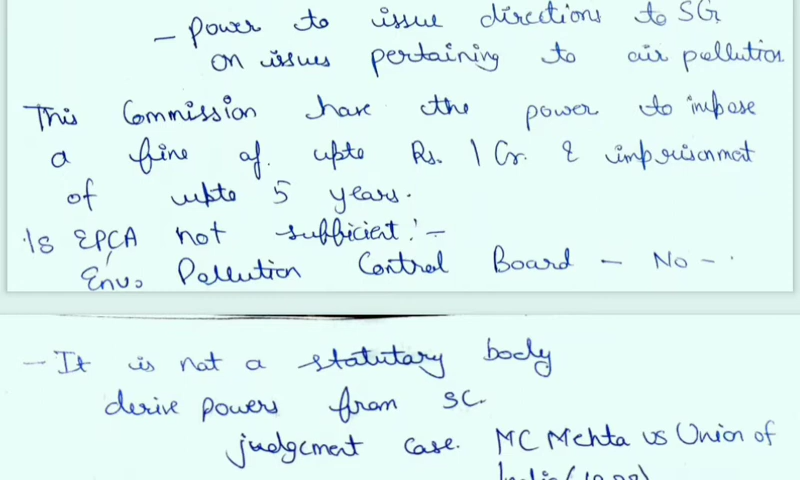 - Power to issue directions to SG
on issues pertaining to air pollution
This Commission have the power to impose
a fine of upto Rs. 1 Cr. & imprisonment
of upto 5 years.
Is EPCA not sufficient :-
Env. Pollution Control Board - No -
- It is not a statutary body
derive powers from SC.
judgement case. MC Mehta vs Union of